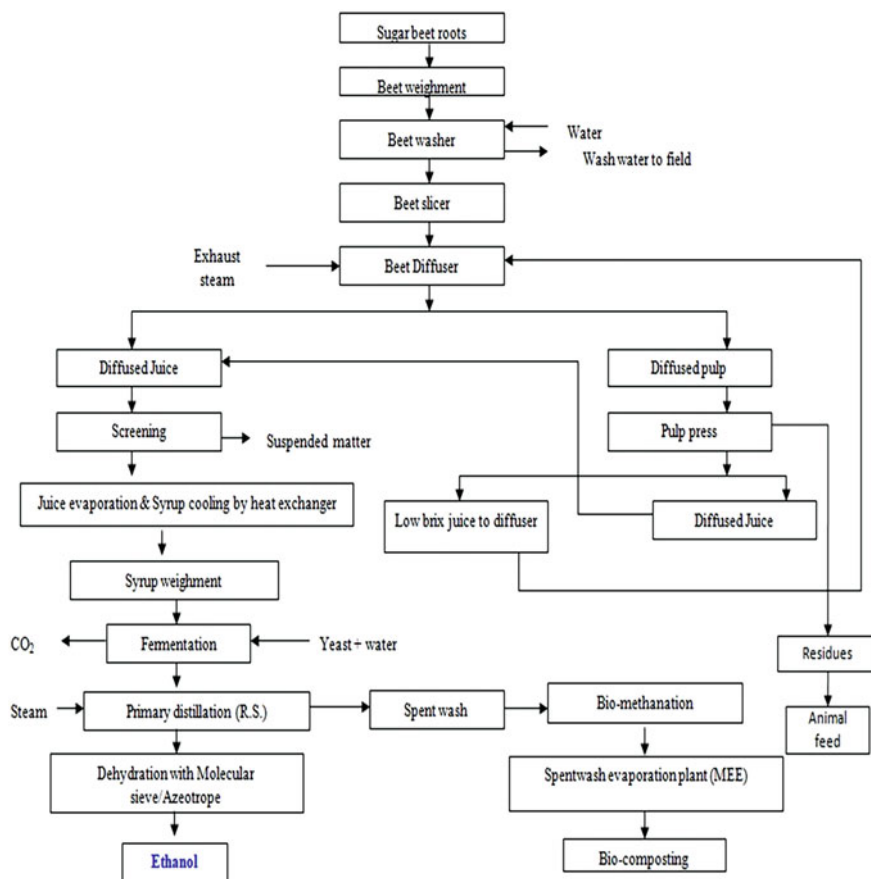 Sugar beet roots
Beet weighment
Beet washer
Water
Wash water to field
Beet slicer
Exhaust
steam
Beet Diffuser
Diffused Juice
Diffused pulp
Screening
Suspended matter
Pulp press
Juice evaporation & Syrup cooling by heat exchanger
Low brix juice to diffuser
Diffused Juice
Syrup weighment
CO₂
Fermentation
Yeast + water
Residues
Steam
Primary distillation (R.S.)
Spent wash
Bio-methanation
Animal
feed
Dehydration with Molecular
sieve/Azeotrope
Spentwash evaporation plant (MEE)
Ethanol
Bio-composting